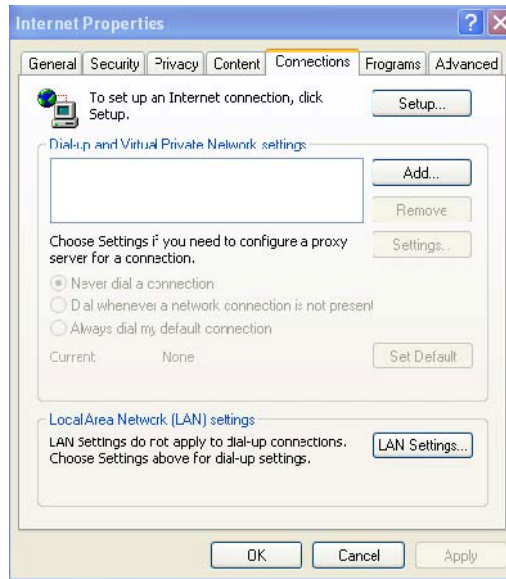 Internet Properties
?
General Security Privacy Content Connections Programs Advanced
To set up an Internet connection, click
Setup.
Setup...
Dial-up and Virtual Private Network settings
Add...
Remove
Choose Settings if you need to configure a proxy
server for a connection.
Settings...
Never dial a connection
Dial whenever a network connection is not present
Always dial my default connection
Current None
Set Default
Local Area Network (LAN) settings
LAN Settings do not apply to dial-up connections.
Choose Settings above for dial-up settings.
LAN Settings...
OK Cancel Apply